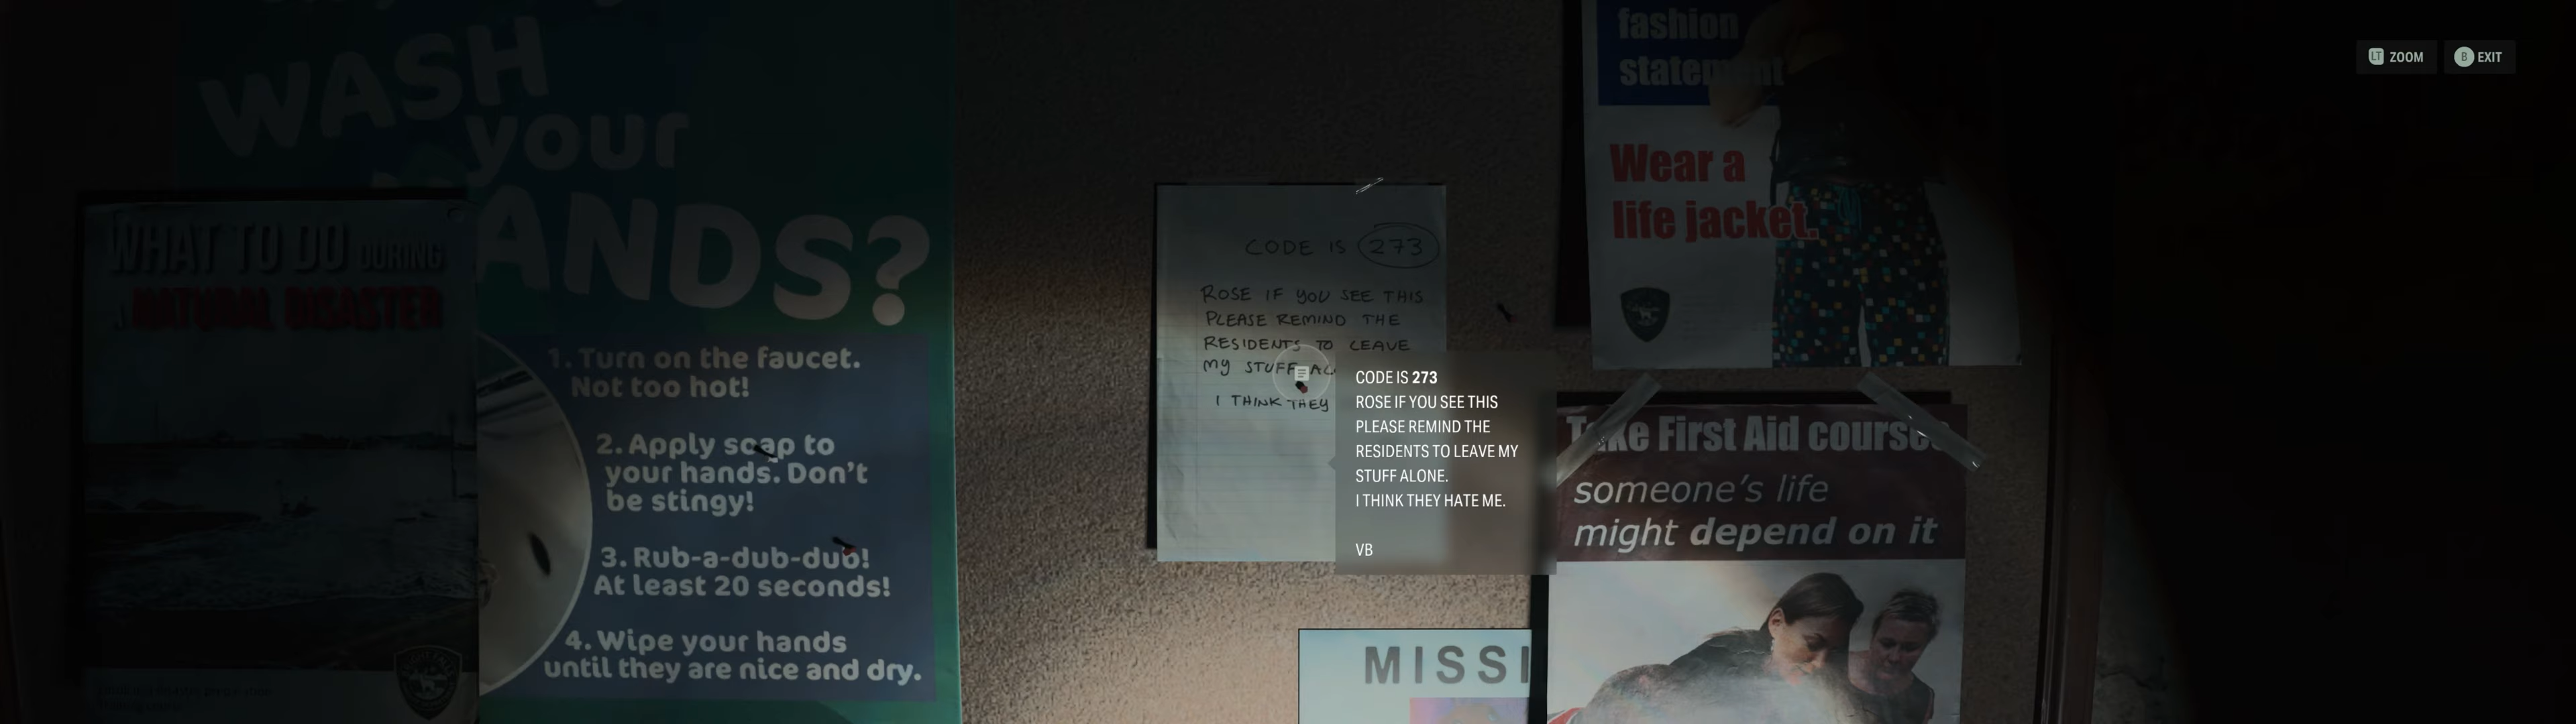 WASH
your
HANDS?
WHAT TO DO DURING
A NATURAL DISASTER
1. Turn on the faucet.
Not too hot!
2. Apply soap to
your hands. Don't
be stingy!
3. Rub-a-dub-dub!
At least 20 seconds!
4. Wipe your hands
until they are nice and dry.
CODE IS 273
ROSE IF YOU SEE THIS
PLEASE REMIND THE
RESIDENTS TO LEAVE
MY STUFF
I THINK THEY
CODE IS 273
ROSE IF YOU SEE THIS
PLEASE REMIND THE
RESIDENTS TO LEAVE MY
STUFF ALONE.
I THINK THEY HATE ME.
VB
MISSI
fashion
statement
Wear a
life jacket.
Take First Aid course
someone's life
might depend on it
LT ZOOM
B EXIT